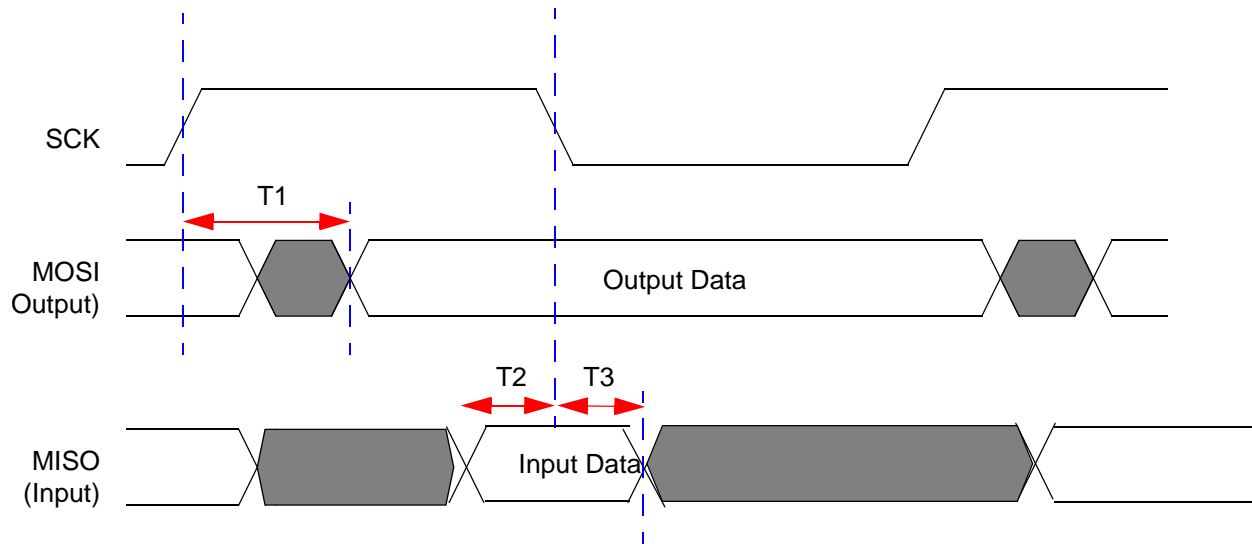 SCK
T1
MOSI
Output)
Output Data
T2
T3
MISO
(Input)
Input Data